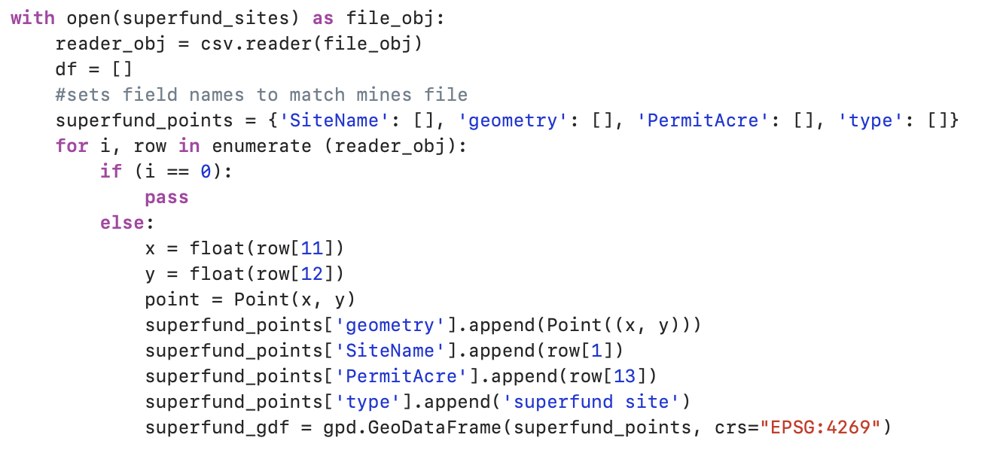 with open(superfund_sites) as file_obj:
    reader_obj = csv.reader(file_obj)
    df = []
    #sets field names to match mines file
    superfund_points = {'SiteName': [], 'geometry': [], 'PermitAcre': [], 'type': []}
    for i, row in enumerate (reader_obj):
        if (i == 0):
            pass
        else:
            x = float(row[11])
            y = float(row[12])
            point = Point(x, y)
            superfund_points['geometry'].append(Point((x, y)))
            superfund_points['SiteName'].append(row[1])
            superfund_points['PermitAcre'].append(row[13])
            superfund_points['type'].append('superfund site')
            superfund_gdf = gpd.GeoDataFrame(superfund_points, crs="EPSG:4269")